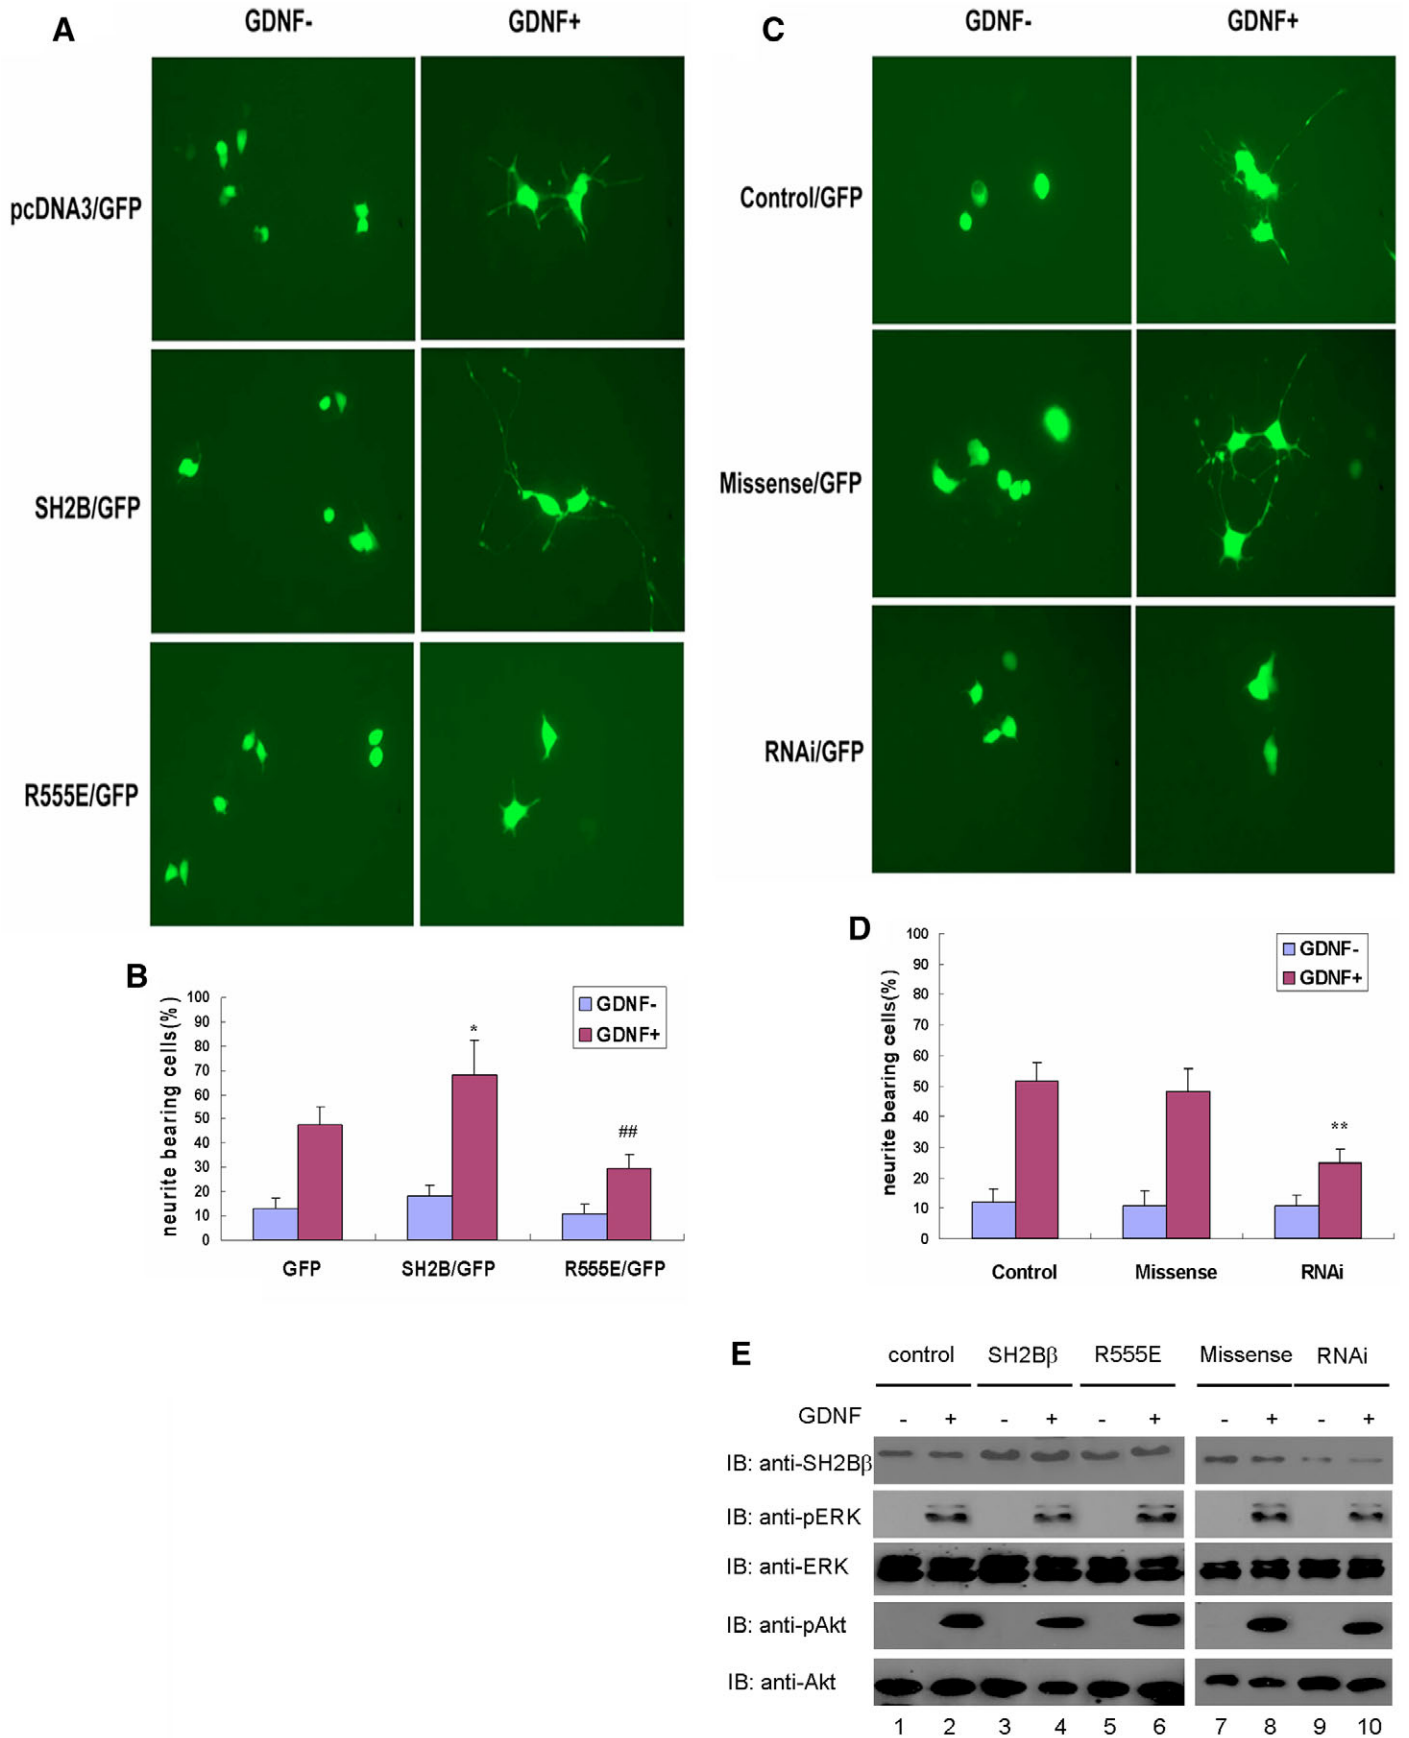 A
GDNF-
GDNF+
pcDNA3/GFP
SH2B/GFP
R555E/GFP
B
neurite bearing cells(%)
100
90
80
70
60
50
40
30
20
10
0
GDNF-
GDNF+
*
##
GFP
SH2B/GFP
R555E/GFP
C
GDNF-
GDNF+
Control/GFP
Missense/GFP
RNAi/GFP
D
neurite bearing cells(%)
100
90
80
70
60
50
40
30
20
10
0
GDNF-
GDNF+
**
Control
Missense
RNAi
E
control SH2Bβ R555E Missense RNAi
GDNF - + - + - + - + - +
IB: anti-SH2Bβ
IB: anti-pERK
IB: anti-ERK
IB: anti-pAkt
IB: anti-Akt
1 2 3 4 5 6 7 8 9 10